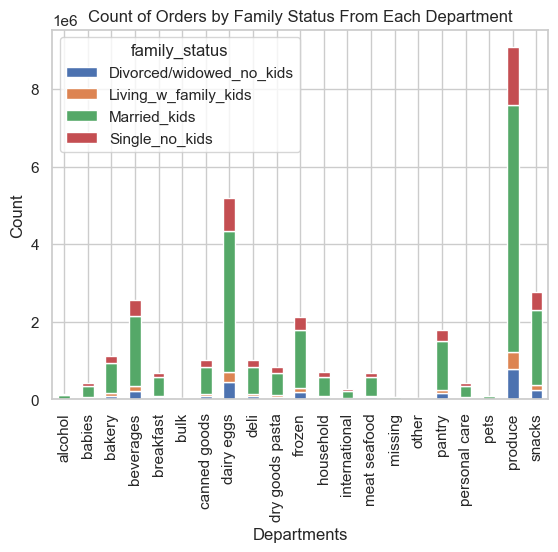 Count of Orders by Family Status From Each Department
1e6
family_status
Divorced/widowed_no_kids
Living_w_family_kids
Married_kids
Single_no_kids
8
6
4
2
0
Count
alcohol
babies
bakery
beverages
breakfast
bulk
canned goods
dairy eggs
deli
dry goods pasta
frozen
household
international
meat seafood
missing
other
pantry
personal care
pets
produce
snacks
Departments